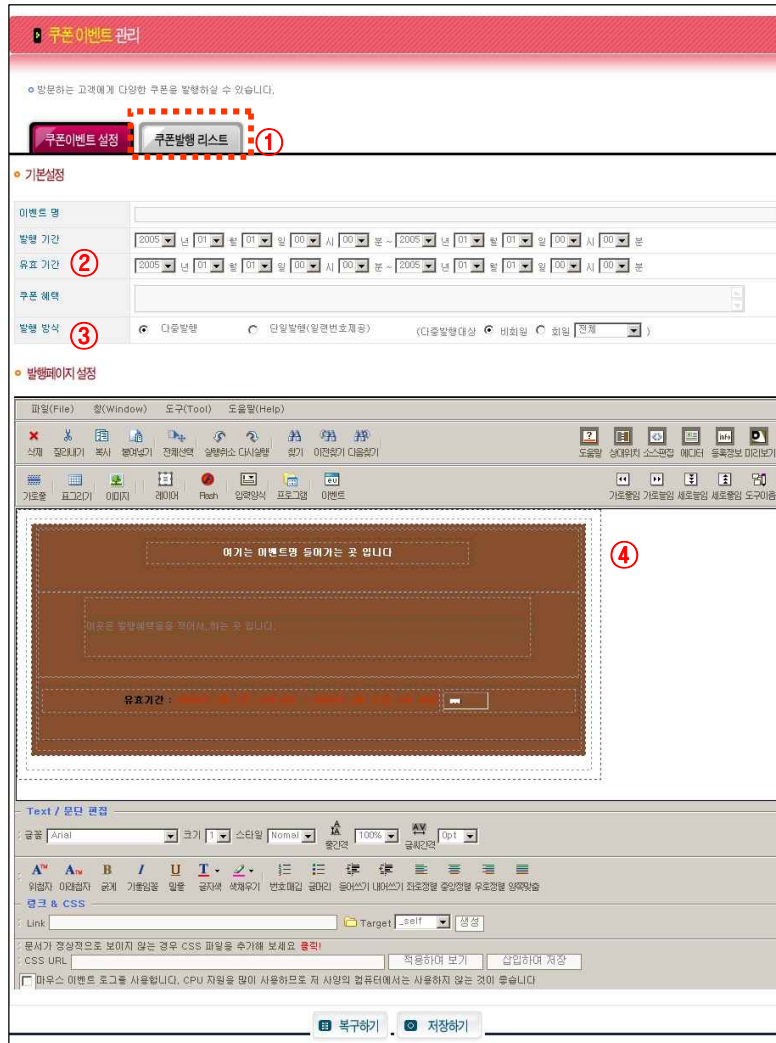 쿠폰 이벤트 관리
방문하는 고객에게 다양한 쿠폰을 발행하실 수 있습니다.
쿠폰이벤트 설정 쿠폰발행 리스트 ①
기본설정
이벤트 명
발행 기간 2005 년 01 월 01 일 00 시 00 분 ~ 2005 년 01 월 01 일 00 시 00 분
유효 기간 ② 2005 년 01 월 01 일 00 시 00 분 ~ 2005 년 01 월 01 일 00 시 00 분
쿠폰 혜택
발행 방식 ③ 다중발행 단일발행(일련번호제공) (다중발행대상 비회원 회원 전체 )
발행페이지 설정
파일(File) 창(Window) 도구(Tool) 도움말(Help)
삭제 잘라내기 복사 붙여넣기 전체선택 실행취소 다시실행 찾기 이전찾기 다음찾기 도움말 상대위치 소스편집 에디터 등록정보 미리보기
가로줄 표그리기 이미지 레이어 Flash 입력양식 프로그램 이벤트 가로줄임 가로늘임 세로늘임 세로줄임 도구이음
여기는 이벤트명 들어가는 곳 입니다
④
이곳은 발행혜택등을 적어서.하는 곳 입니다.
유효기간 :
Text / 문단 편집
글꼴 Arial 크기 1 스타일 Nomal 줄간격 100% 글씨간격 0pt
위첨자 아래첨자 굵게 기울임꼴 밑줄 글자색 색채우기 번호매김 글머리 들여쓰기 내어쓰기 좌로정렬 중앙정렬 우로정렬 양쪽맞춤
링크 & CSS
Link Target _self 생성
문서가 정상적으로 보이지 않는 경우 CSS 파일을 추가해 보세요 클릭!
CSS URL 적용하여 보기 삽입하여 저장
마우스 이벤트 로그를 사용합니다. CPU 자원을 많이 사용하므로 저 사양의 컴퓨터에서는 사용하지 않는 것이 좋습니다
복구하기 저장하기